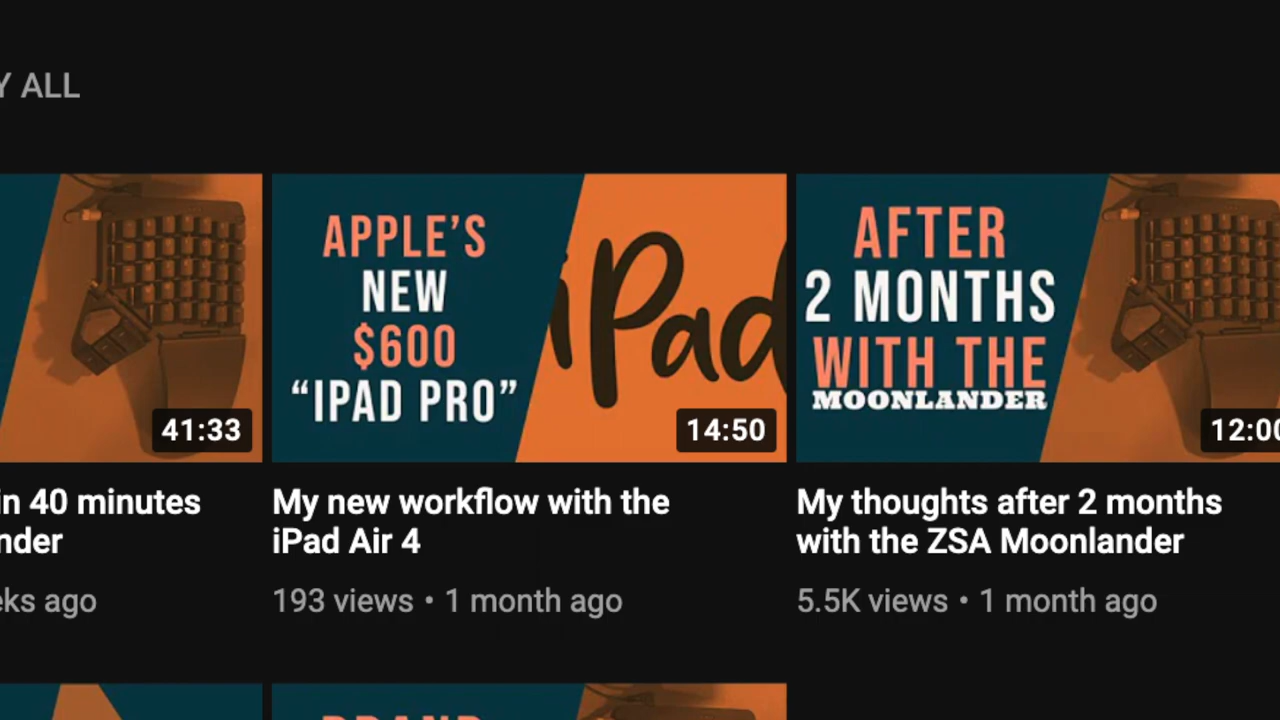 Y ALL
APPLE'S
NEW
$600
“IPAD PRO”
iPad
AFTER
2 MONTHS
WITH THE
MOONLANDER
41:33
14:50
12:00
in 40 minutes
nder
eks ago
My new workflow with the
iPad Air 4
193 views • 1 month ago
My thoughts after 2 months
with the ZSA Moonlander
5.5K views • 1 month ago
BRAND